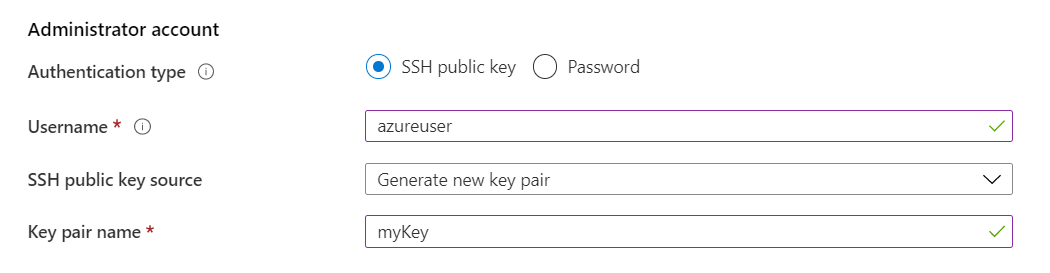 Administrator account
Authentication type
SSH public key Password
Username *
azureuser
SSH public key source
Generate new key pair
Key pair name *
myKey